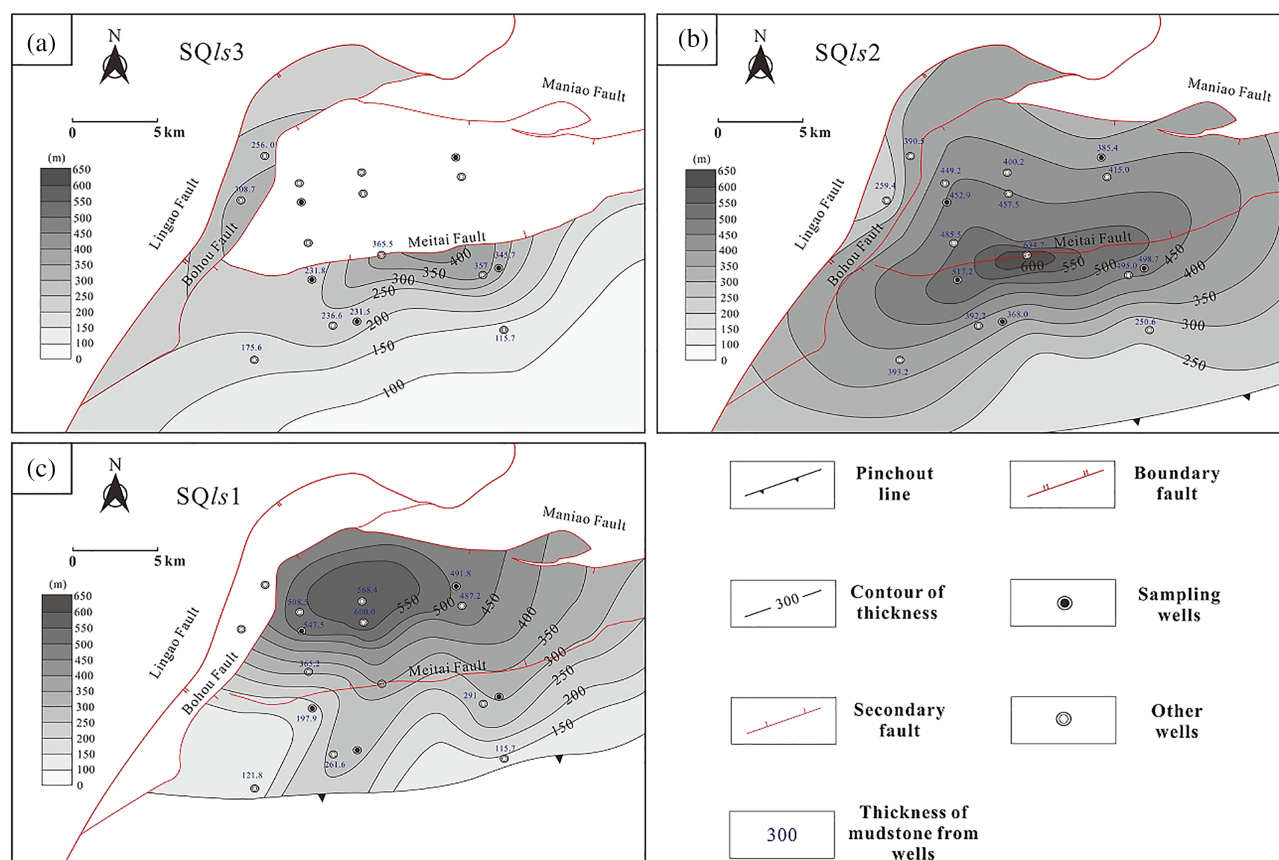 (a)
N
SQls3
Maniao Fault
0 5 km
(m)
650
600
500
450
400
350
300
250
200
150
100
0
Lingao Fault
Bohou Fault
Meitai Fault
256.0
308.7
365.5
345.7
357
231.8
236.6
231.5
175.6
115.7
400
350
300
250
200
150
100
(b)
N
SQls2
Maniao Fault
0 5 km
(m)
650
600
500
450
400
350
300
250
200
150
100
0
Lingao Fault
Bohou Fault
Meitai Fault
390.5
259.4
449.2
452.9
400.2
457.5
385.4
415.0
485.5
634.7
517.2
495.0
498.7
392.2
368.0
393.2
250.6
600
550
500
450
400
350
300
250
(c)
N
SQls1
Maniao Fault
0 5 km
(m)
650
600
550
500
450
400
350
300
250
200
150
100
0
Lingao Fault
Bohou Fault
Meitai Fault
568.4
600.0
508.5
547.5
491.8
487.2
365.2
197.9
291
261.6
121.8
115.7
550
500
450
400
350
300
250
200
150
Pinchout
line
Boundary
fault
300
Contour of
thickness
Sampling
wells
Secondary
fault
Other
wells
300
Thickness of
mudstone from
wells